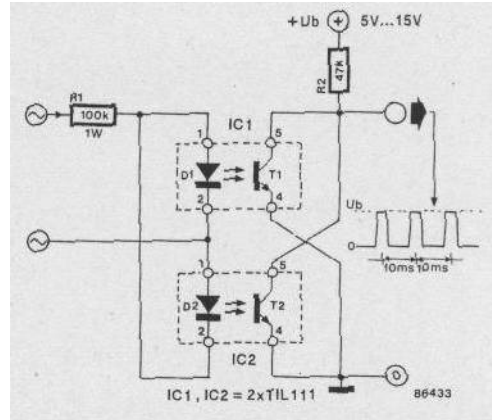 +Ub + 5V...15V
R2 47k
R1
100k
1W
IC1
1 5
D1 T1
2 4
Ub
0
10ms 10ms
1 5
D2 T2
2 4
IC2
0
86433
IC1, IC2 = 2xTIL111